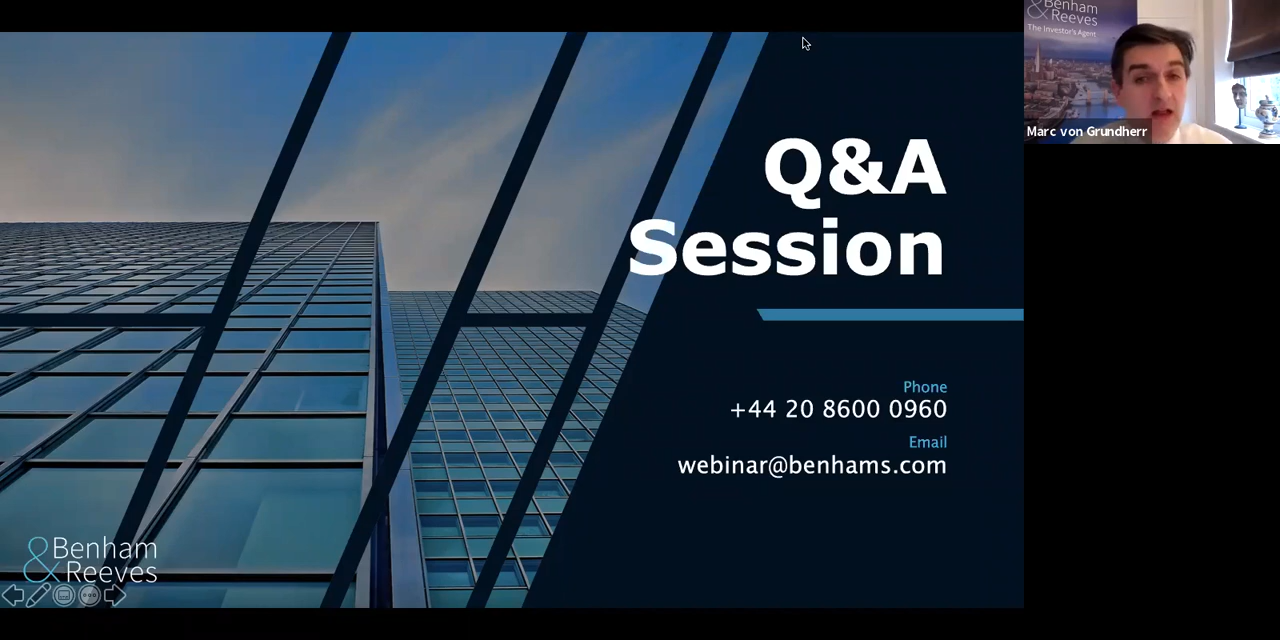 Q&A
Session
Phone
+44 20 8600 0960
Email
webinar@benhams.com
& Benham
Reeves
& Benham
Reeves
The Investor's Agent
Marc von Grundherr